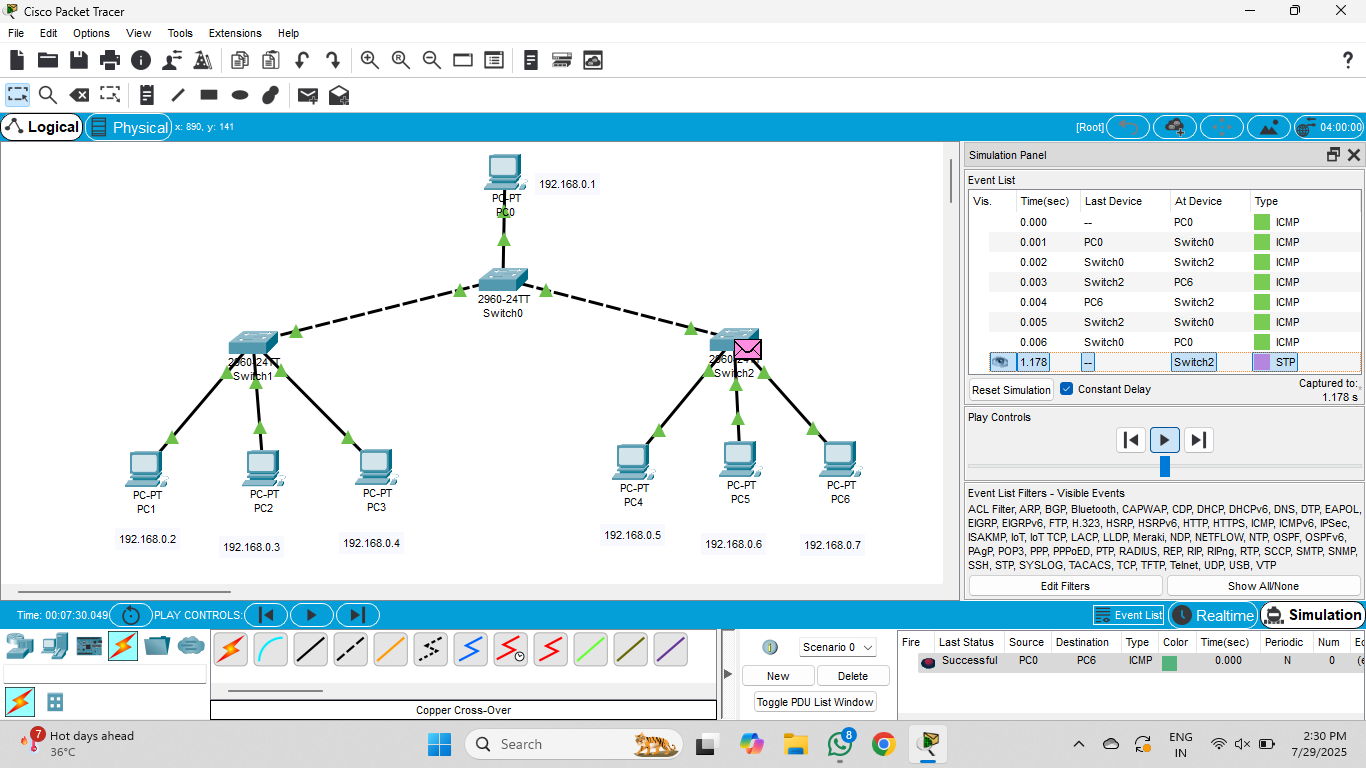 Cisco Packet Tracer
File Edit Options View Tools Extensions Help
Logical Physical x: 890, y: 141 [Root] 04:00:00
PC-PT
PC0
192.168.0.1
2960-24TT
Switch0
2960-24TT
Switch1
Switch2
PC-PT
PC1
PC-PT
PC2
PC-PT
PC3
PC-PT
PC4
PC-PT
PC5
PC-PT
PC6
192.168.0.2
192.168.0.3
192.168.0.4
192.168.0.5
192.168.0.6
192.168.0.7
Simulation Panel
Event List
Vis. Time(sec) Last Device At Device Type
0.000 -- PC0 ICMP
0.001 PC0 Switch0 ICMP
0.002 Switch0 Switch2 ICMP
0.003 Switch2 PC6 ICMP
0.004 PC6 Switch2 ICMP
0.005 Switch2 Switch0 ICMP
0.006 Switch0 PC0 ICMP
1.178 -- Switch2 STP
Reset Simulation Constant Delay Captured to:
1.178 s
Play Controls
Event List Filters - Visible Events
ACL Filter, ARP, BGP, Bluetooth, CAPWAP, CDP, DHCP, DHCPv6, DNS, DTP, EAPOL,
EIGRP, EIGRPv6, FTP, H.323, HSRP, HSRPv6, HTTP, HTTPS, ICMP, ICMPv6, IPSec,
ISAKMP, IoT, IoT TCP, LACP, LLDP, Meraki, NDP, NETFLOW, NTP, OSPF, OSPFv6,
PAgP, POP3, PPP, PPPoED, PTP, RADIUS, REP, RIP, RIPng, RTP, SCCP, SMTP, SNMP,
SSH, STP, SYSLOG, TACACS, TCP, TFTP, Telnet, UDP, USB, VTP
Edit Filters Show All/None
Time: 00:07:30.049 PLAY CONTROLS: Event List Realtime Simulation
Copper Cross-Over
Scenario 0
New Delete
Toggle PDU List Window
Fire Last Status Source Destination Type Color Time(sec) Periodic Num
Successful PC0 PC6 ICMP 0.000 N 0
7 Hot days ahead
36°C
Search
8
ENG
IN
2:30 PM
7/29/2025